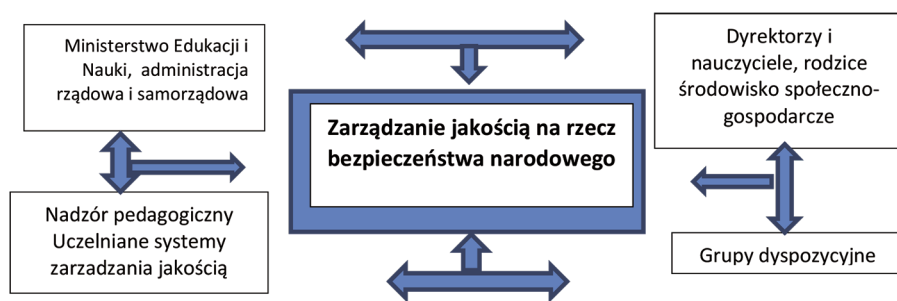 Ministerstwo Edukacji i
Nauki, administracja
rządowa i samorządowa
Nadzór pedagogiczny
Uczelniane systemy
zarzadzania jakością
Zarządzanie jakością na rzecz
bezpieczeństwa narodowego
Dyrektorzy i
nauczyciele, rodzice
środowisko społeczno-
gospodarcze
Grupy dyspozycyjne